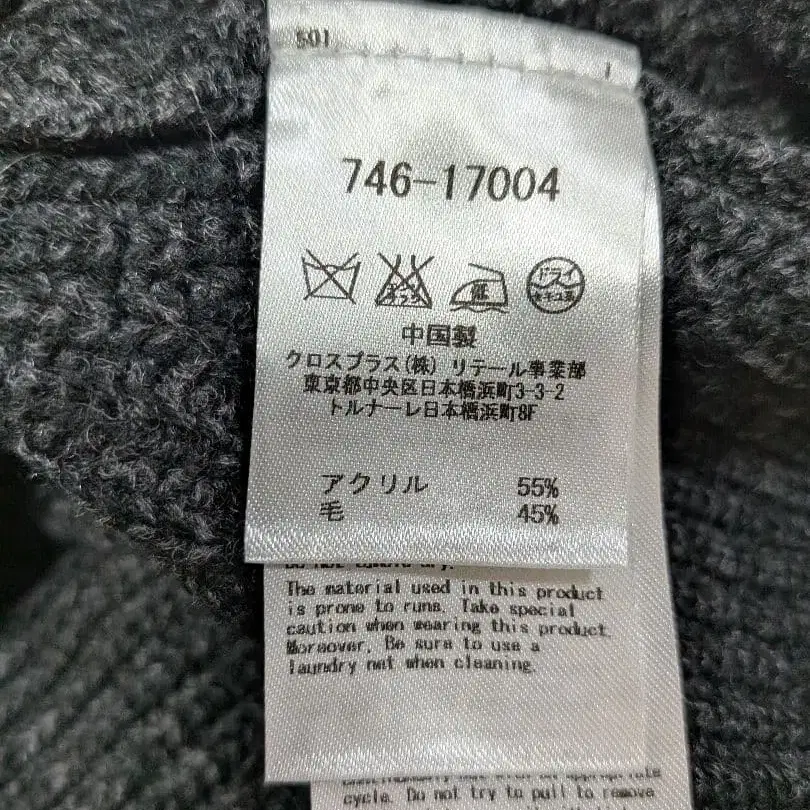 S01
746-17004
中国製
クロスプラス(株) リテール事業部
東京都中央区日本橋浜町3-3-2
トルナーレ日本橋浜町8F
アクリル 55%
毛 45%
The material used in this product
is prone to runs. Take special
caution when wearing this product.
Moreover, Be sure to use a
laundry net when cleaning.
cycle. Do not try to pull to remove